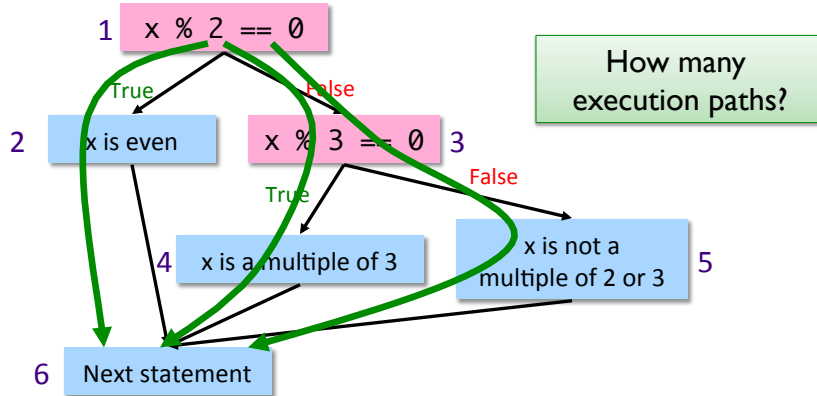 1
x % 2 == 0
How many
execution paths?
True
False
2
x is even
x % 3 == 0
3
True
False
4
x is a multiple of 3
x is not a
multiple of 2 or 3
5
6
Next statement